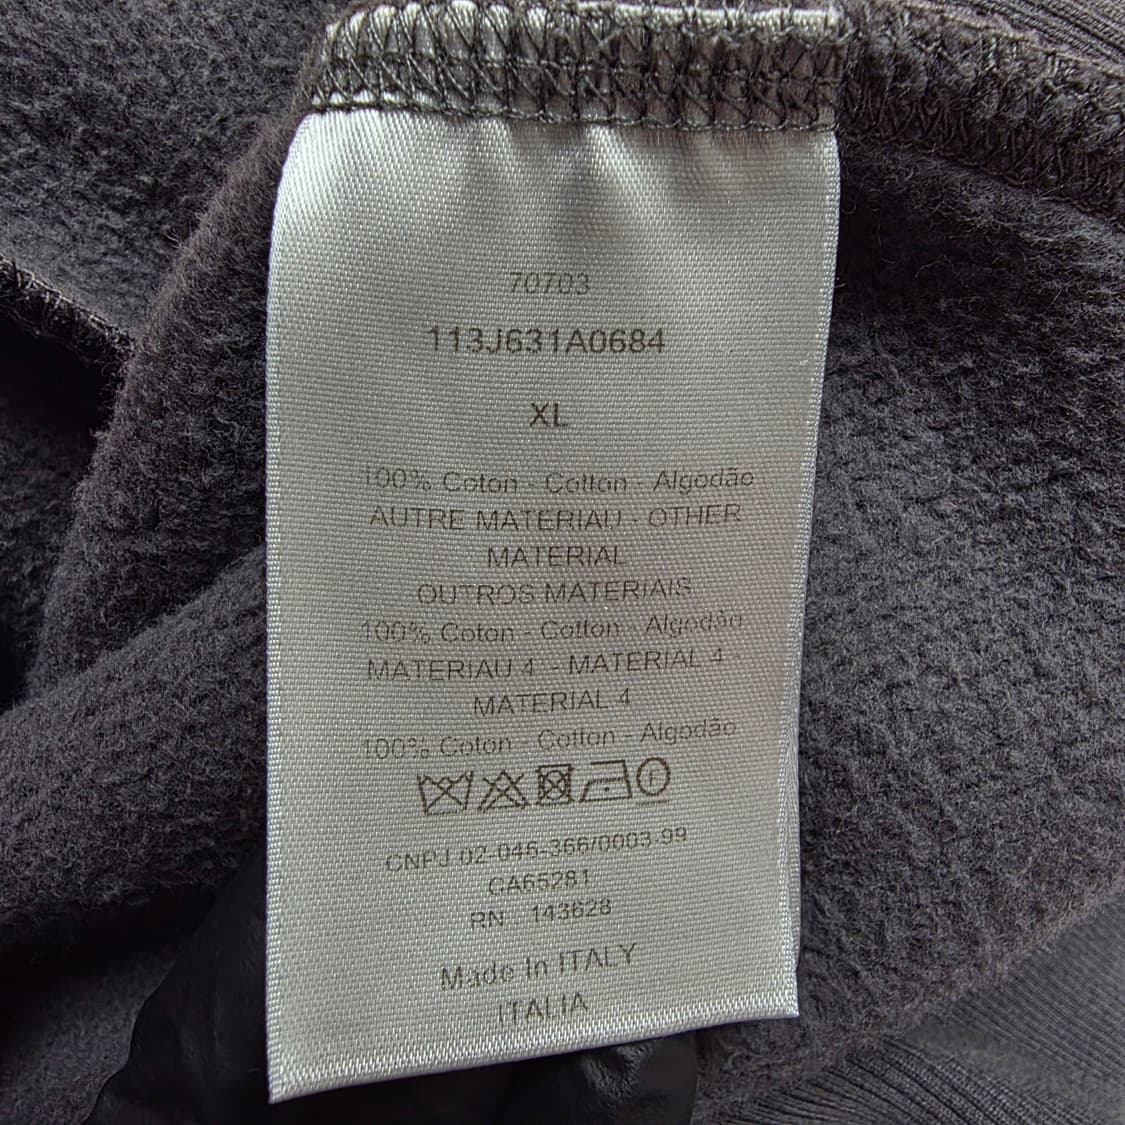 70703
113J631A0684
XL
100% Coton - Cotton - Algodão
AUTRE MATERIAU - OTHER
MATERIAL
OUTROS MATERIAIS
100% Coton - Cotton - Algodão
MATERIAU 4 - MATERIAL 4 -
MATERIAL 4
100% Coton - Cotton - Algodão
CNPJ 02-046-366/0003-99
CA65281
RN 143628
Made In ITALY
ITALIA